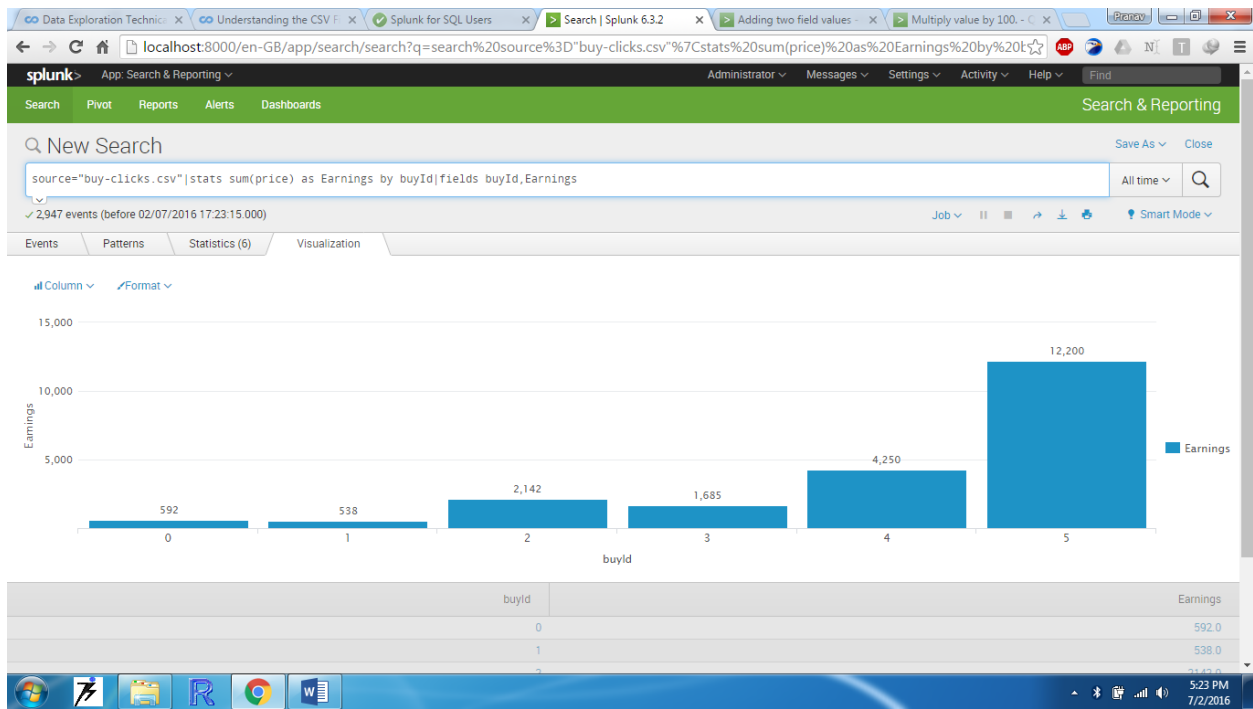 Data Exploration Technica
Understanding the CSV Fi
Splunk for SQL Users
Search | Splunk 6.3.2
Adding two field values -
Multiply value by 100. - C
Pranav
localhost:8000/en-GB/app/search/search?q=search%20source%3D"buy-clicks.csv"%7Cstats%20sum(price)%20as%20Earnings%20by%20b
ABP
splunk> App: Search & Reporting Administrator Messages Settings Activity Help Find
Search Pivot Reports Alerts Dashboards Search & Reporting
New Search Save As Close
source="buy-clicks.csv"|stats sum(price) as Earnings by buyId|fields buyId,Earnings All time
2,947 events (before 02/07/2016 17:23:15.000) Job Smart Mode
Events Patterns Statistics (6) Visualization
Column Format
15,000
12,200
10,000
Earnings
5,000
4,250
Earnings
2,142
1,685
592
538
0 1 2 3 4 5
buyId
buyId Earnings
0 592.0
1 538.0
2 2142.0
5:23 PM
7/2/2016